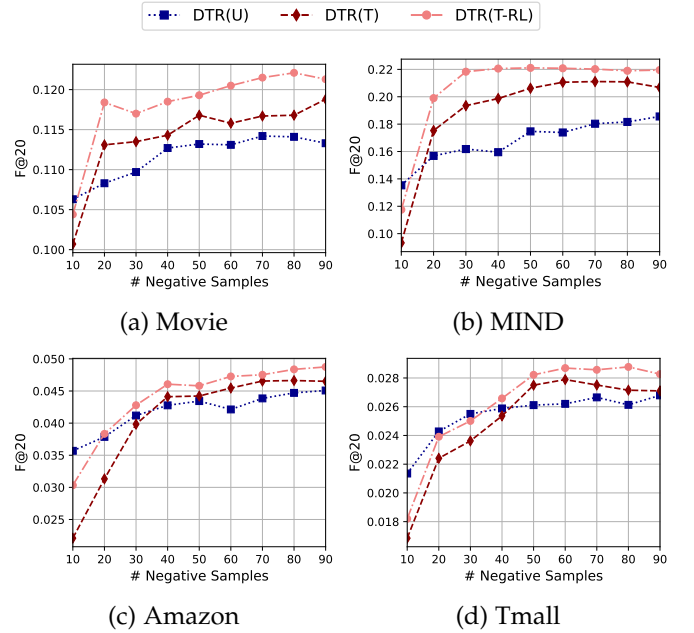 DTR(U) DTR(T) DTR(T-RL)
0.120
0.115
0.110
0.105
0.100
F@20
10 20 30 40 50 60 70 80 90
# Negative Samples
(a) Movie
0.22
0.20
0.18
0.16
0.14
0.12
0.10
F@20
10 20 30 40 50 60 70 80 90
# Negative Samples
(b) MIND
0.050
0.045
0.040
0.035
0.030
0.025
F@20
10 20 30 40 50 60 70 80 90
# Negative Samples
(c) Amazon
0.028
0.026
0.024
0.022
0.020
0.018
F@20
10 20 30 40 50 60 70 80 90
# Negative Samples
(d) Tmall